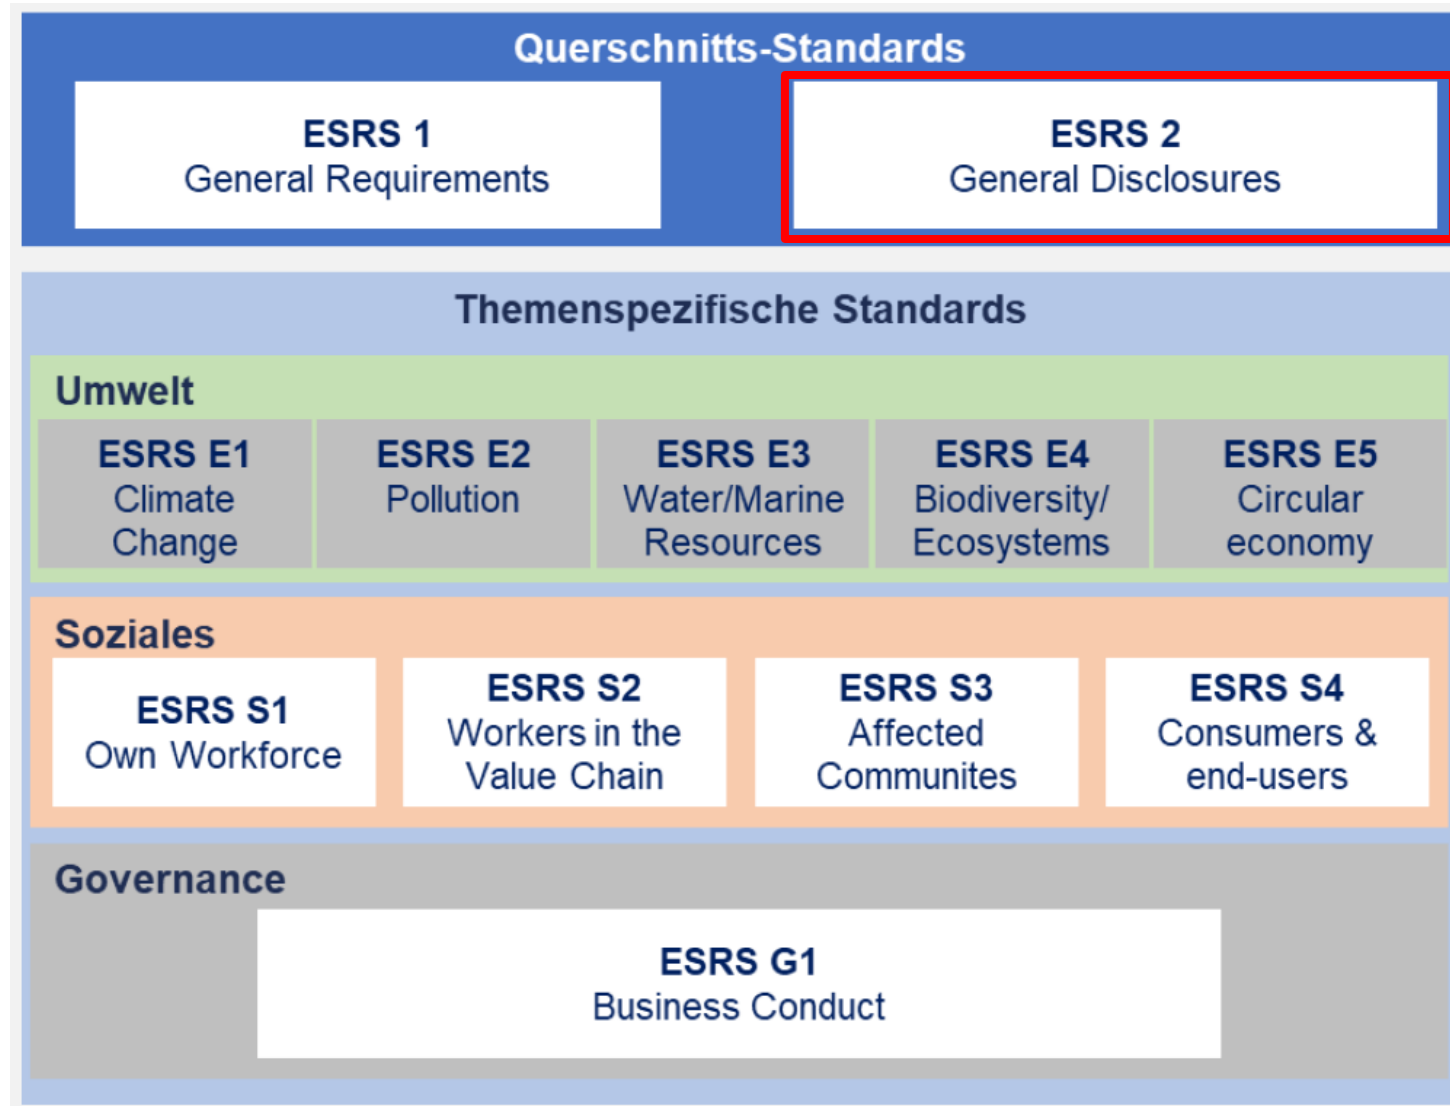 Querschnitts-Standards
ESRS 1
General Requirements
ESRS 2
General Disclosures
Themenspezifische Standards
Umwelt
ESRS E1
Climate
Change
ESRS E2
Pollution
ESRS E3
Water/Marine
Resources
ESRS E4
Biodiversity/
Ecosystems
ESRS E5
Circular
economy
Soziales
ESRS S1
Own Workforce
ESRS S2
Workers in the
Value Chain
ESRS S3
Affected
Communites
ESRS S4
Consumers &
end-users
Governance
ESRS G1
Business Conduct